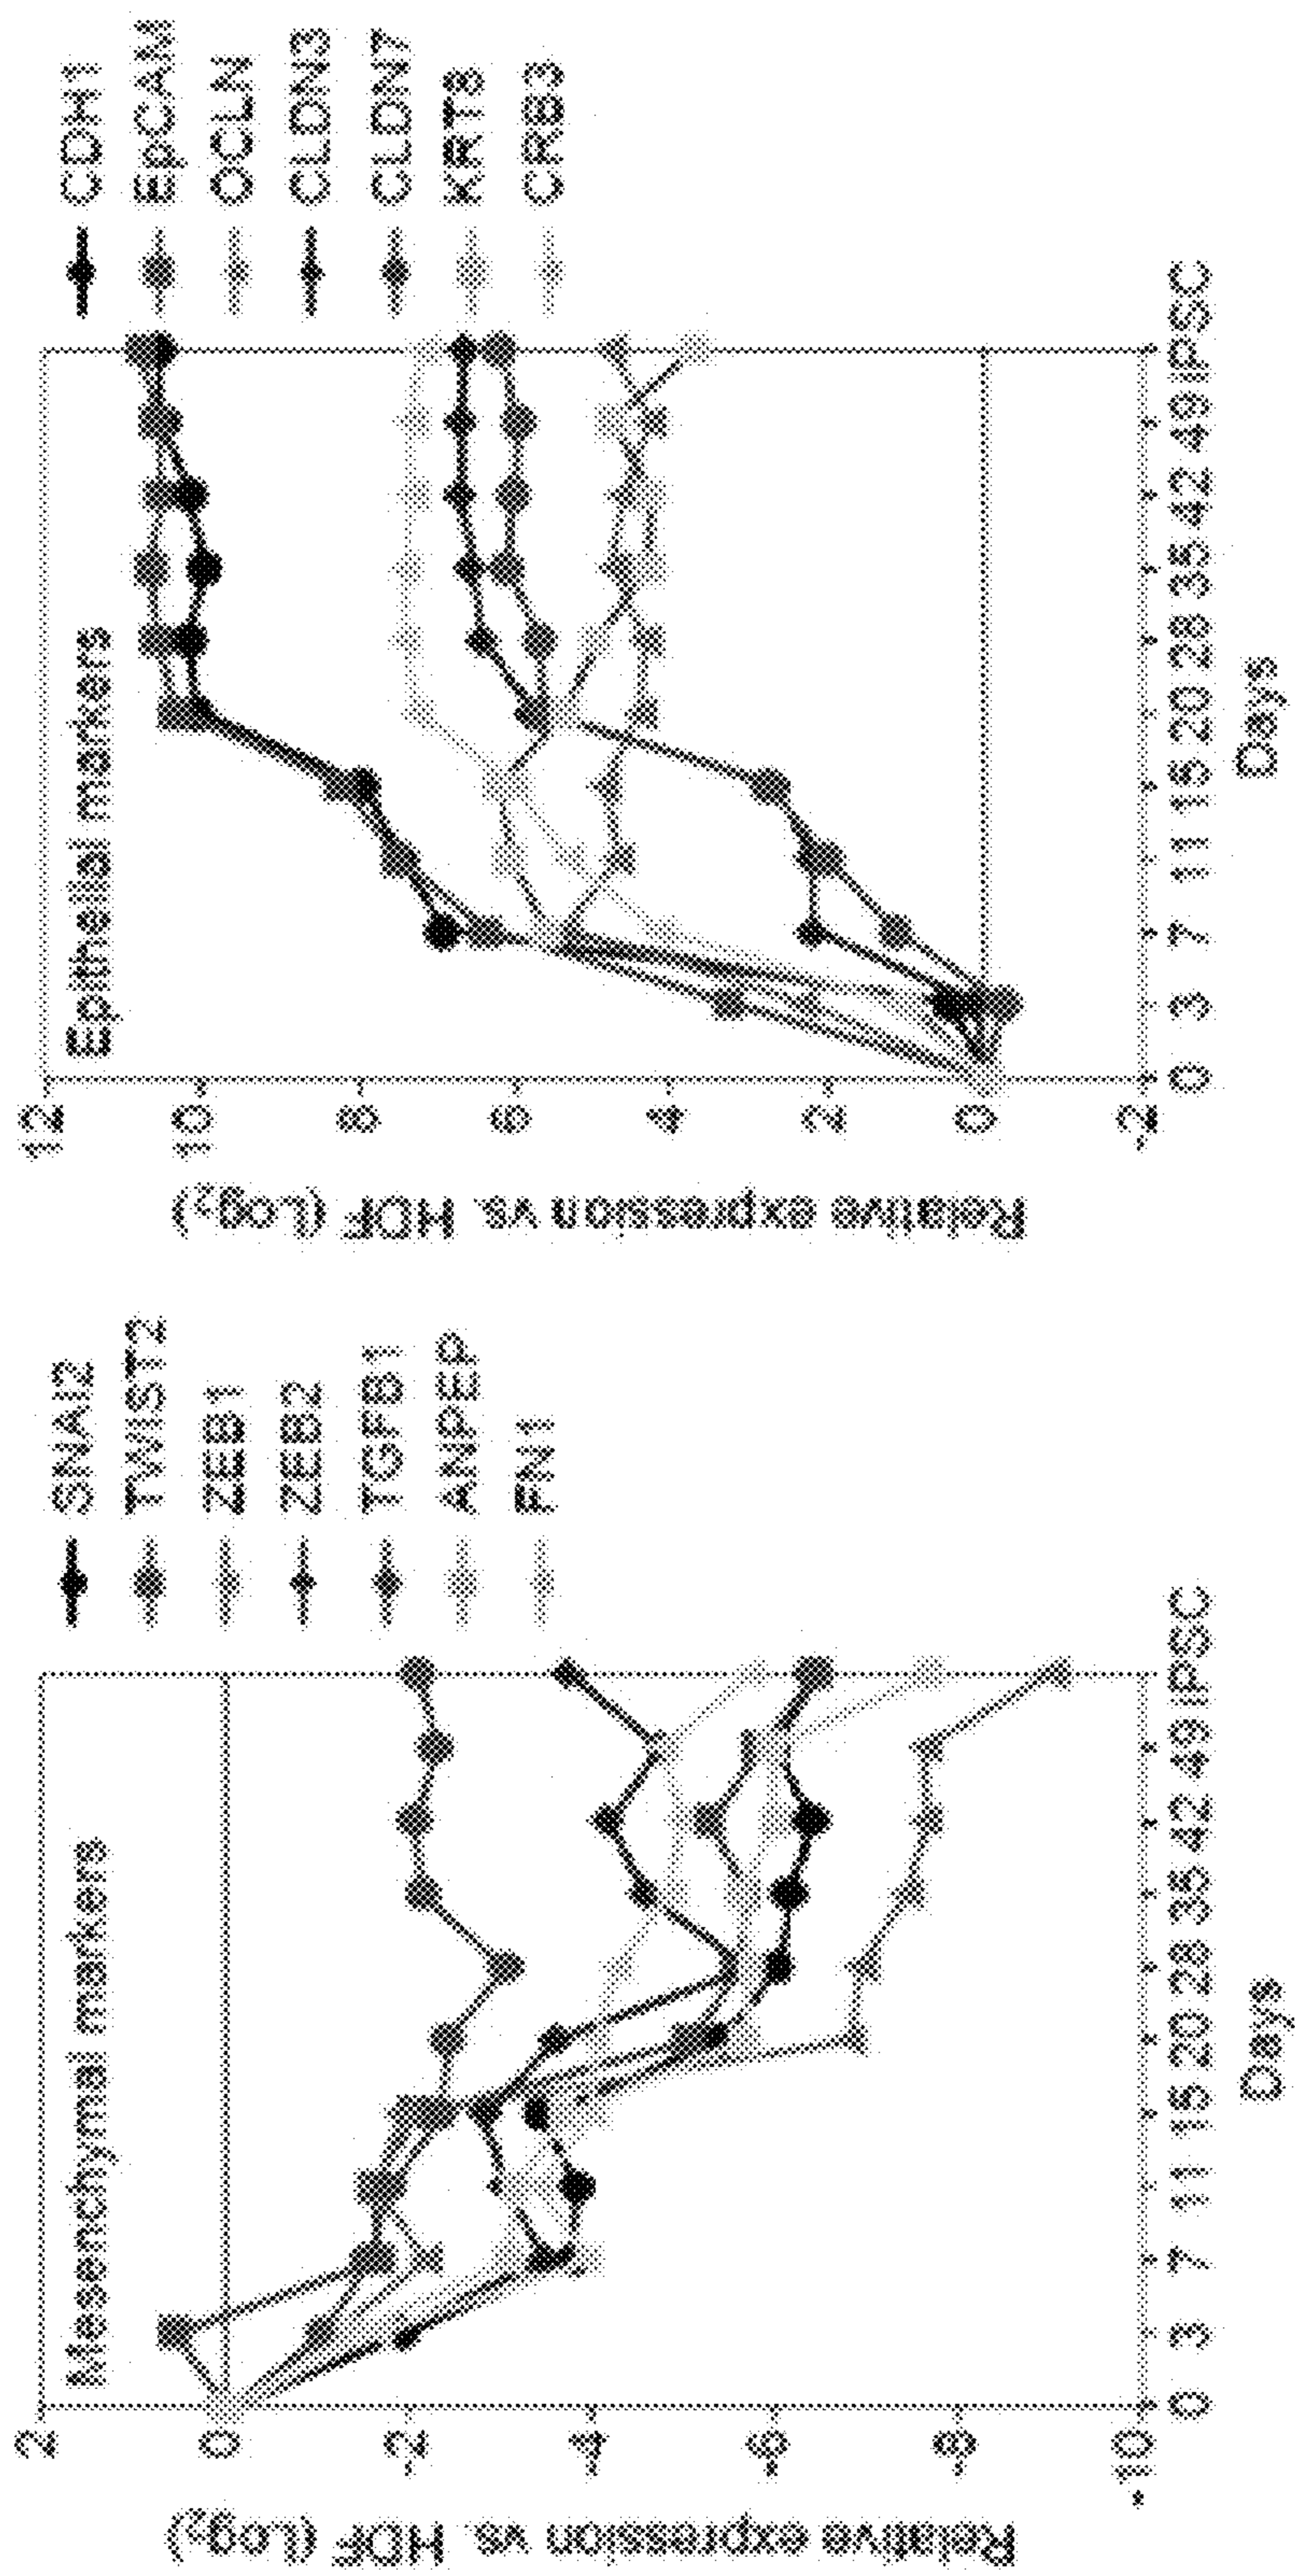 Mesenchymal markers
2
0
-2
-4
-6
-8
-10
Relative expression vs. HDF (Log2)
0 3 7 11 15 20 28 35 42 49 iPSC
Days
SNAI2
TWIST2
ZEB1
ZEB2
TGFB1
ANPEP
FN1
Epithelial markers
12
10
8
6
4
2
0
-2
Relative expression vs. HDF (Log2)
0 3 7 11 15 20 28 35 42 49 iPSC
Days
CDH1
EpCAM
OCLN
CLDN3
CLDN7
KRT8
CRB3